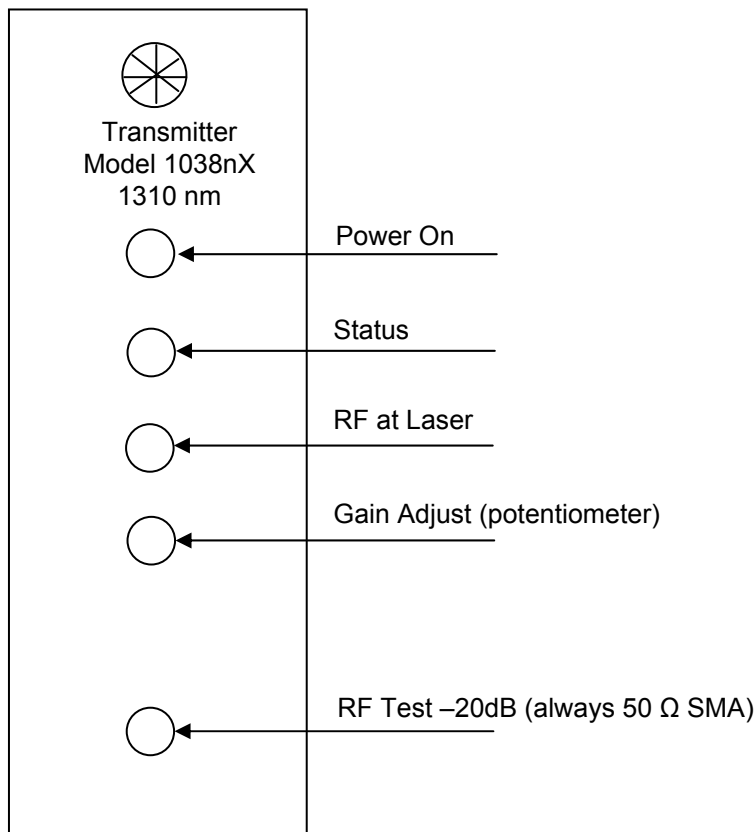 Transmitter
Model 1038nX
1310 nm
Power On
Status
RF at Laser
Gain Adjust (potentiometer)
RF Test –20dB (always 50 Ω SMA)